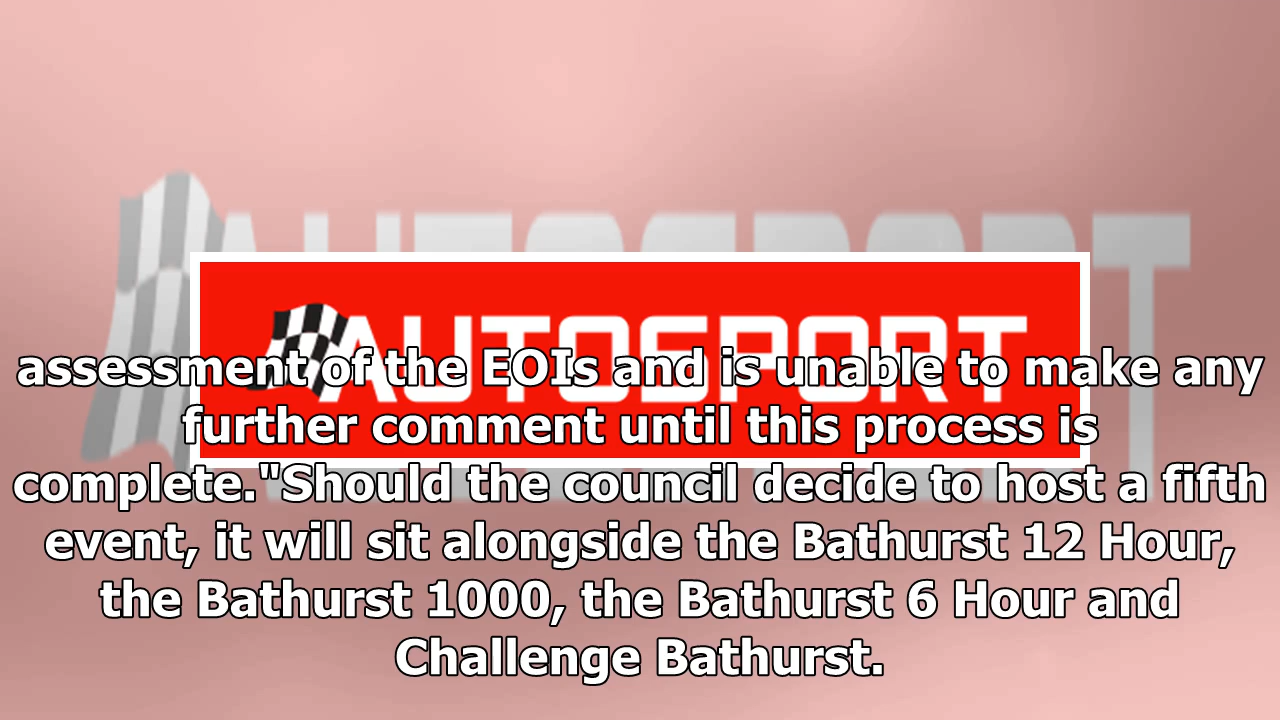 AUTOSPORT
AUTOSPORT
assessment of the EOIs and is unable to make any
further comment until this process is
complete."Should the council decide to host a fifth
event, it will sit alongside the Bathurst 12 Hour,
the Bathurst 1000, the Bathurst 6 Hour and
Challenge Bathurst.